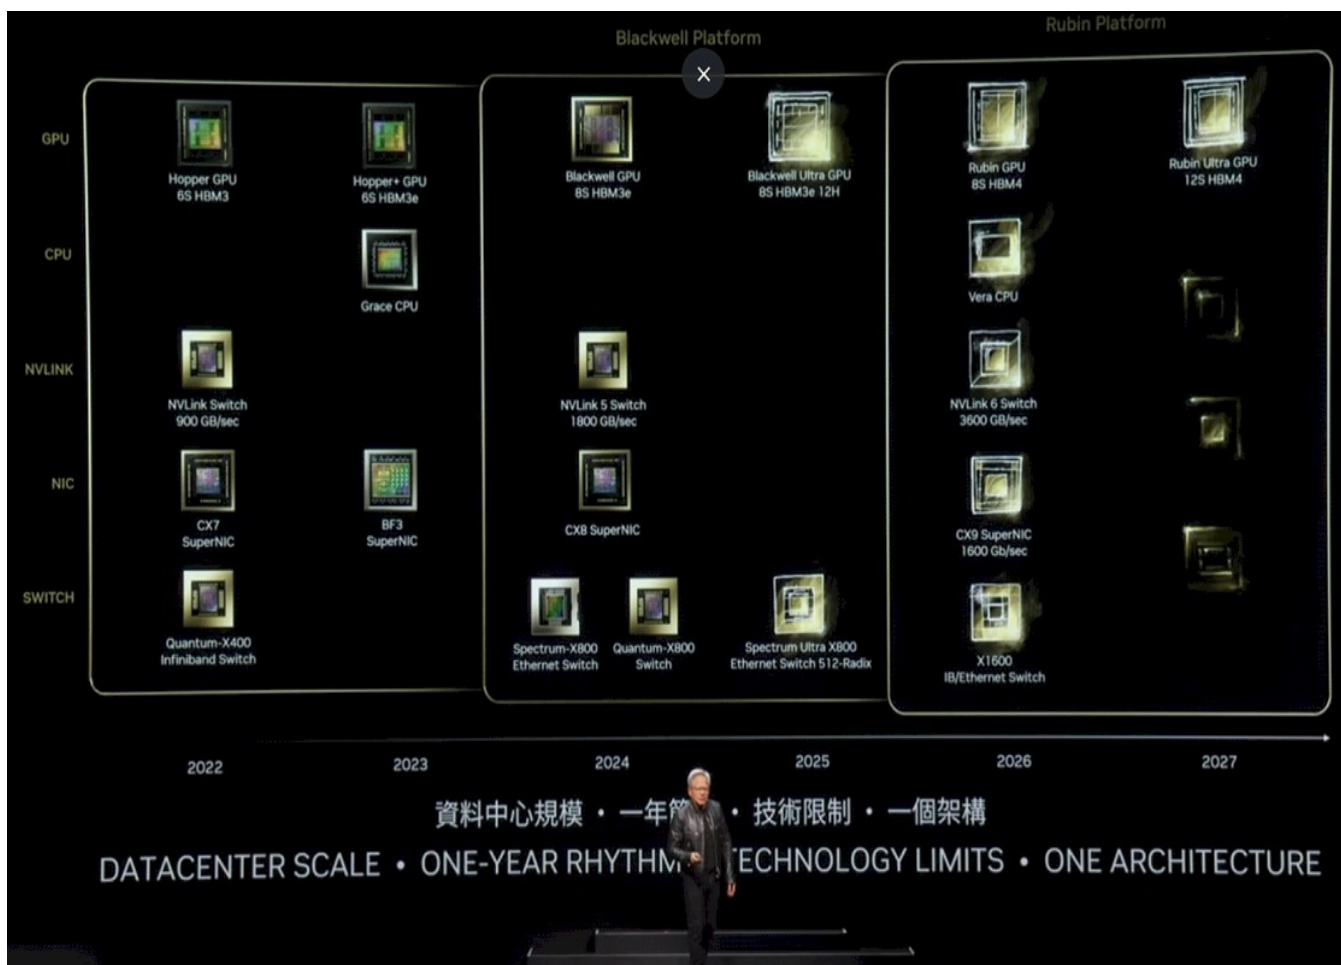 Blackwell Platform
Rubin Platform
GPU
Hopper GPU
6S HBM3
Hopper+ GPU
6S HBM3e
Blackwell GPU
8S HBM3e
Blackwell Ultra GPU
8S HBM3e 12H
Rubin GPU
8S HBM4
Rubin Ultra GPU
12S HBM4
CPU
Grace CPU
Vera CPU
NVLINK
NVLink Switch
900 GB/sec
NVLink 5 Switch
1800 GB/sec
NVLink 6 Switch
3600 GB/sec
NIC
CX7
SuperNIC
BF3
SuperNIC
CX8 SuperNIC
CX9 SuperNIC
1600 Gb/sec
SWITCH
Quantum-X400
Infiniband Switch
Spectrum-X800
Ethernet Switch
Quantum-X800
Switch
Spectrum Ultra X800
Ethernet Switch 512-Radix
X1600
IB/Ethernet Switch
2022 2023 2024 2025 2026 2027
資料中心規模 • 一年 • 技術限制 • 一個架構
DATACENTER SCALE • ONE-YEAR RHYTHM TECHNOLOGY LIMITS • ONE ARCHITECTURE